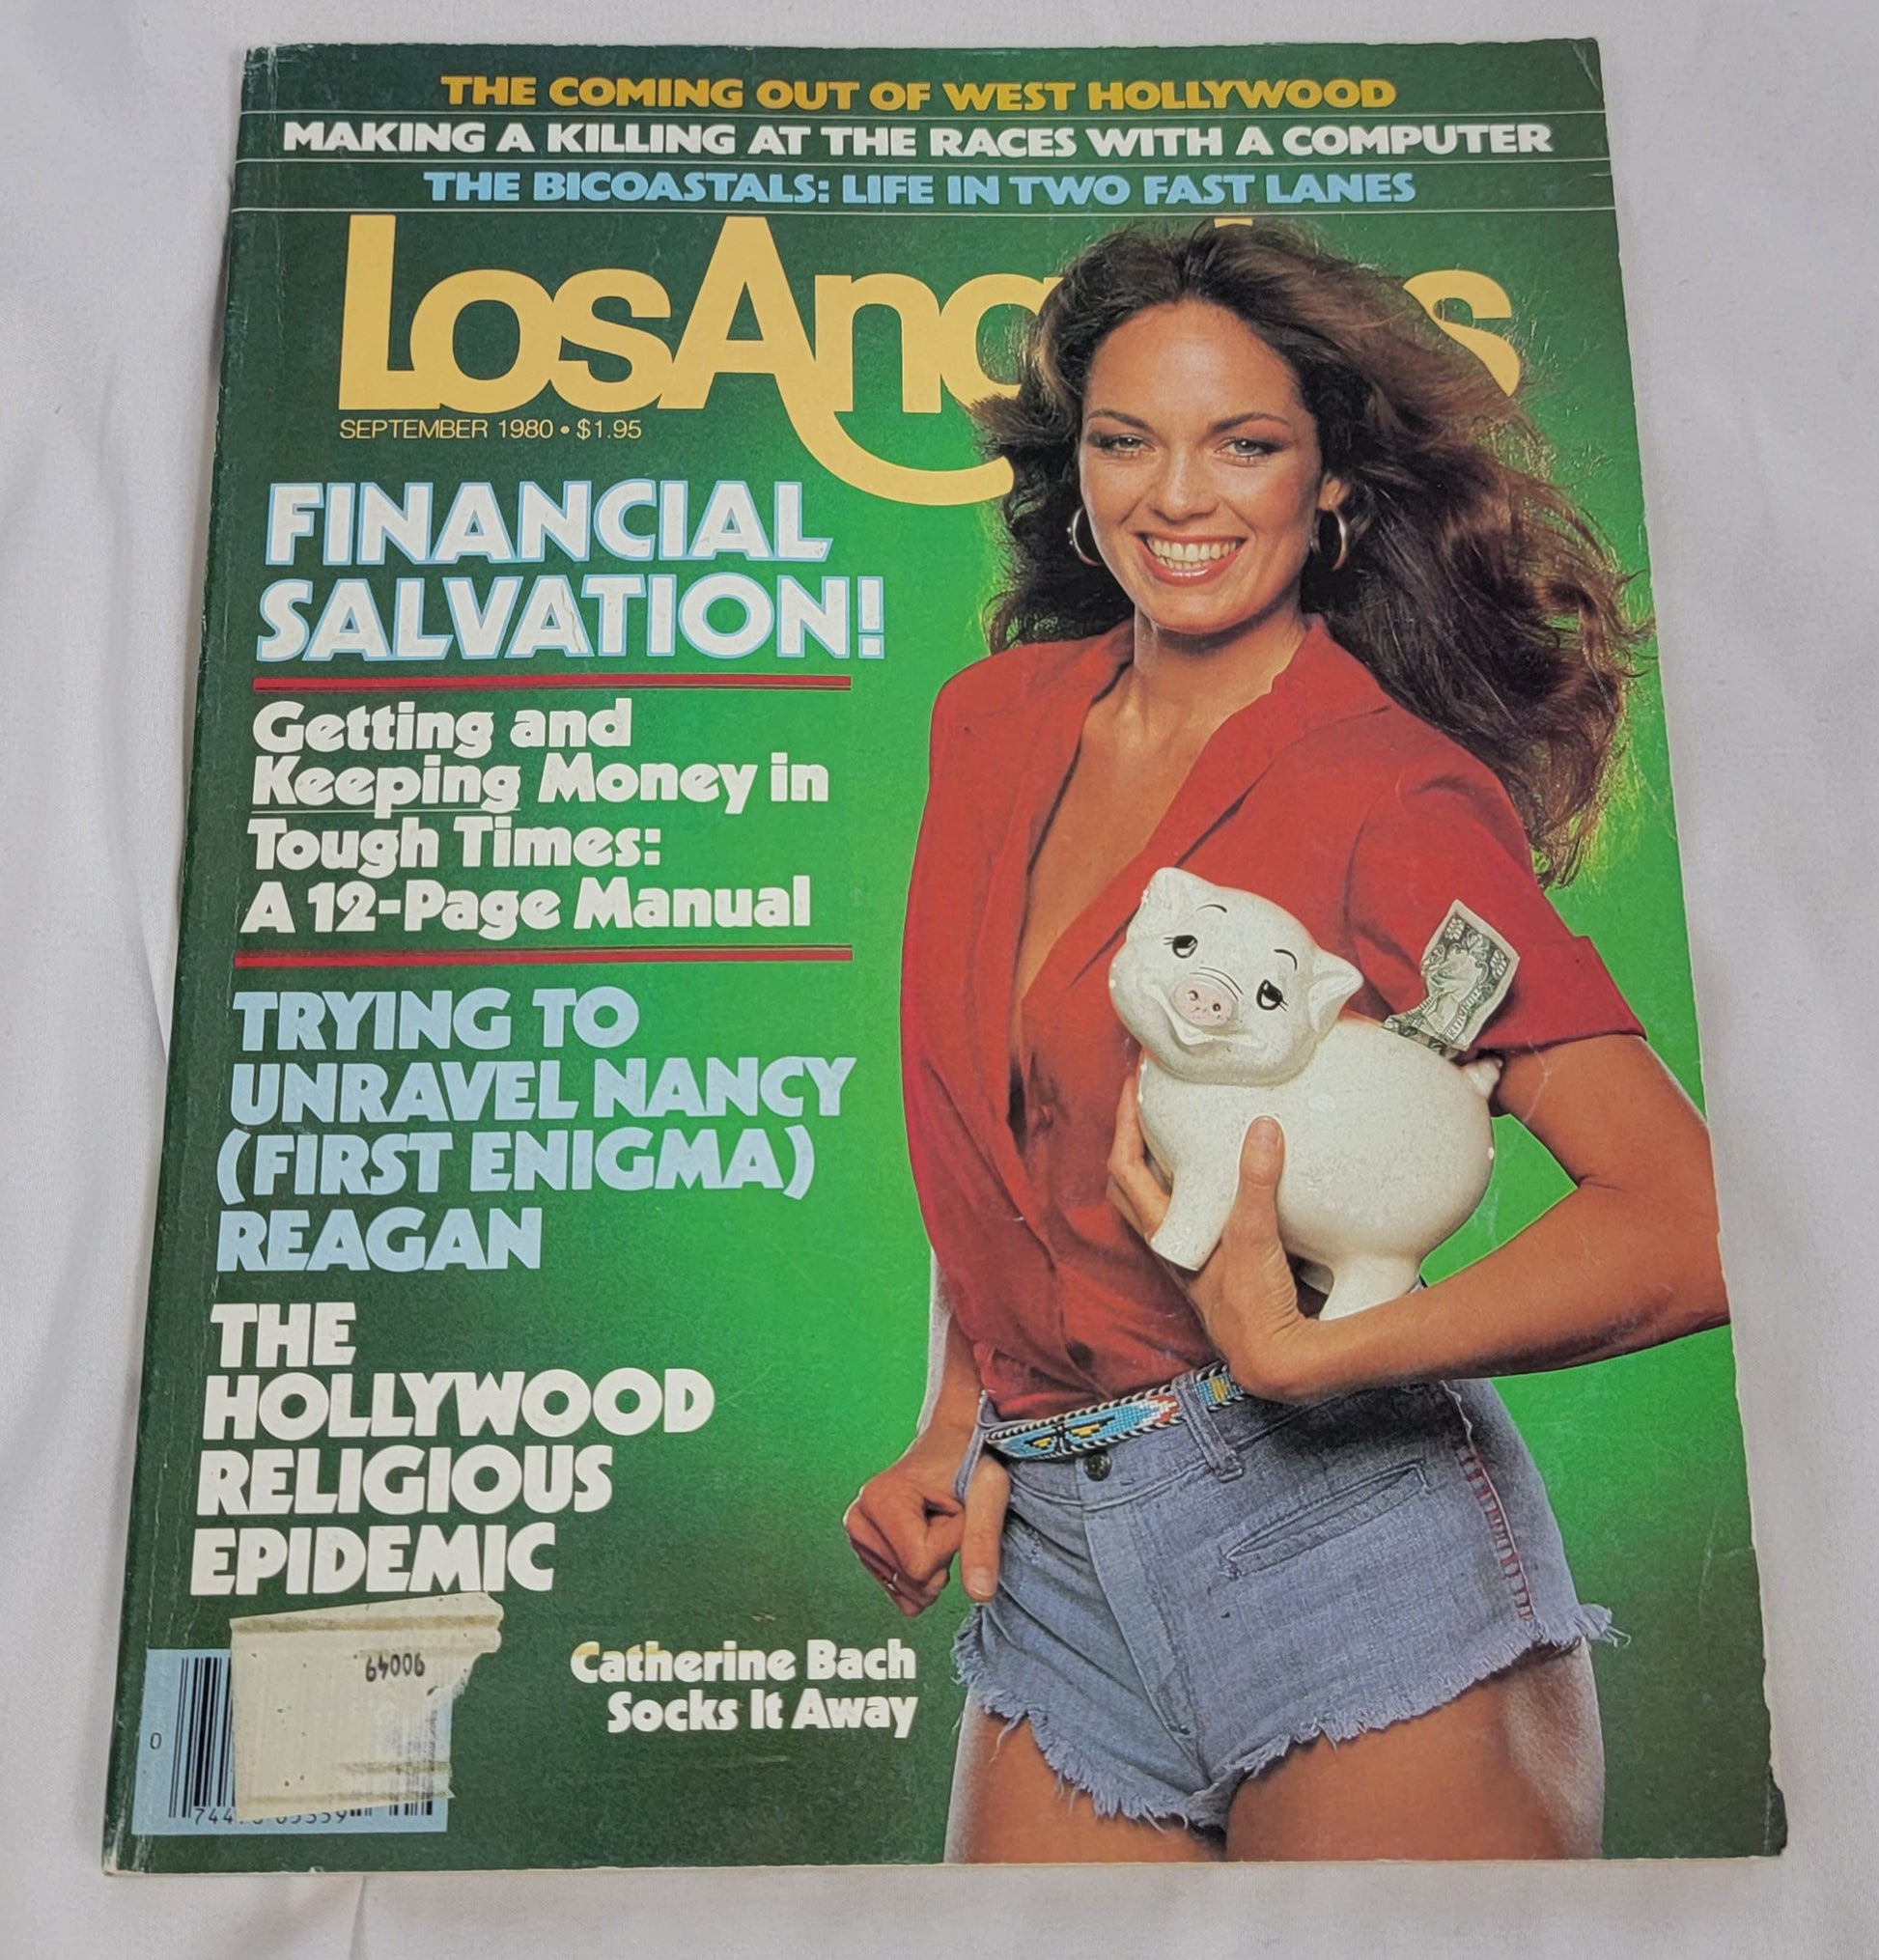 THE COMING OUT OF WEST HOLLYWOOD
MAKING A KILLING AT THE RACES WITH A COMPUTER
THE BICOASTALS: LIFE IN TWO FAST LANES
Los
SEPTEMBER 1980 • $1.95
FINANCIAL
SALVATION!
Getting and
Keeping Money in
Tough Times:
A 12-Page Manual
TRYING TO
UNRAVEL NANCY
(FIRST ENIGMA)
REAGAN
THE
HOLLYWOOD
RELIGIOUS
EPIDEMIC
64006
Catherine Bach
Socks It Away
0